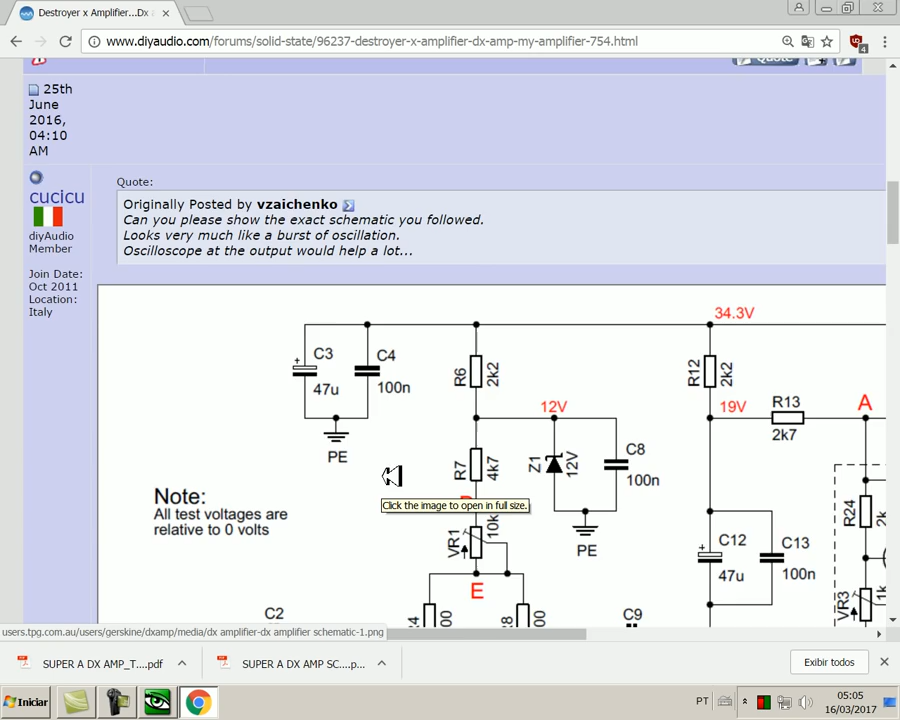 Destroyer x Amplifier...Dx
www.diyaudio.com/forums/solid-state/96237-destroyer-x-amplifier-dx-amp-my-amplifier-754.html
4
Quote
25th
June
2016,
04:10
AM
cucicu
diyAudio
Member
Join Date:
Oct 2011
Location:
Italy
Quote:
Originally Posted by vzaichenko
Can you please show the exact schematic you followed.
Looks very much like a burst of oscillation.
Oscilloscope at the output would help a lot...
34.3V
C3
47u
C4
100n
PE
R6
2k2
12V
R7
4k7
Z1
12V
C8
100n
PE
R12
2k2
19V
R13
2k7
A
R24
C12
47u
C13
100n
VR3
1k
Note:
All test voltages are
relative to 0 volts
Click the image to open in full size.
VR1
10k
E
C2
C9
users.tpg.com.au/users/gerskine/dxamp/media/dx amplifier-dx amplifier schematic-1.png
SUPER A DX AMP_T....pdf
SUPER A DX AMP SC....p...
Exibir todos
Iniciar
PT
05:05
16/03/2017